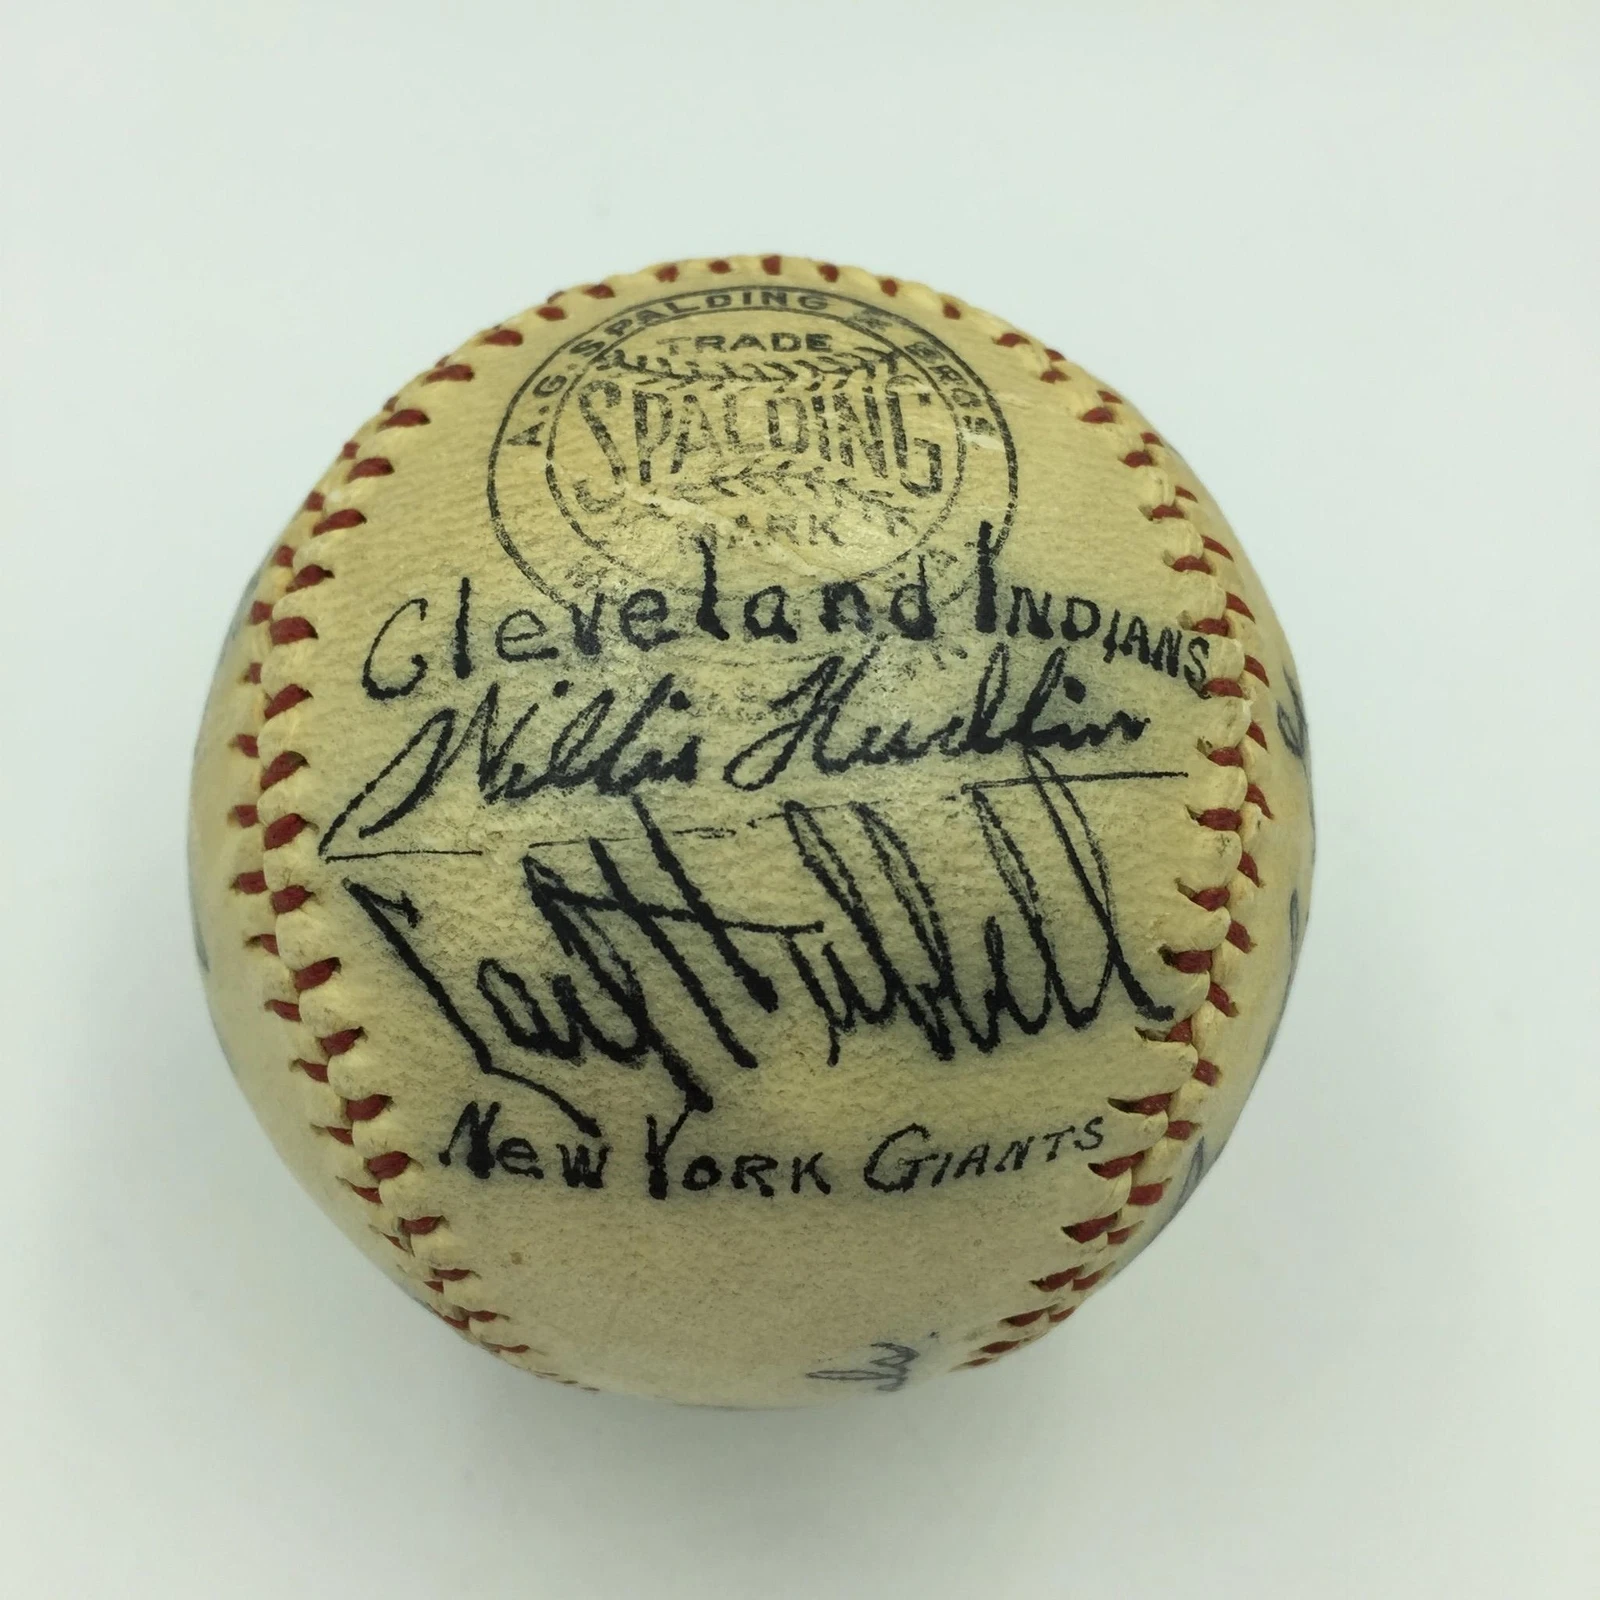 A.G. SPALDING & BROS
TRADE
SPALDING
MARK
Cleveland INDIANS
Willis Hudlin
Carl Hubbell
New YORK GIANTS